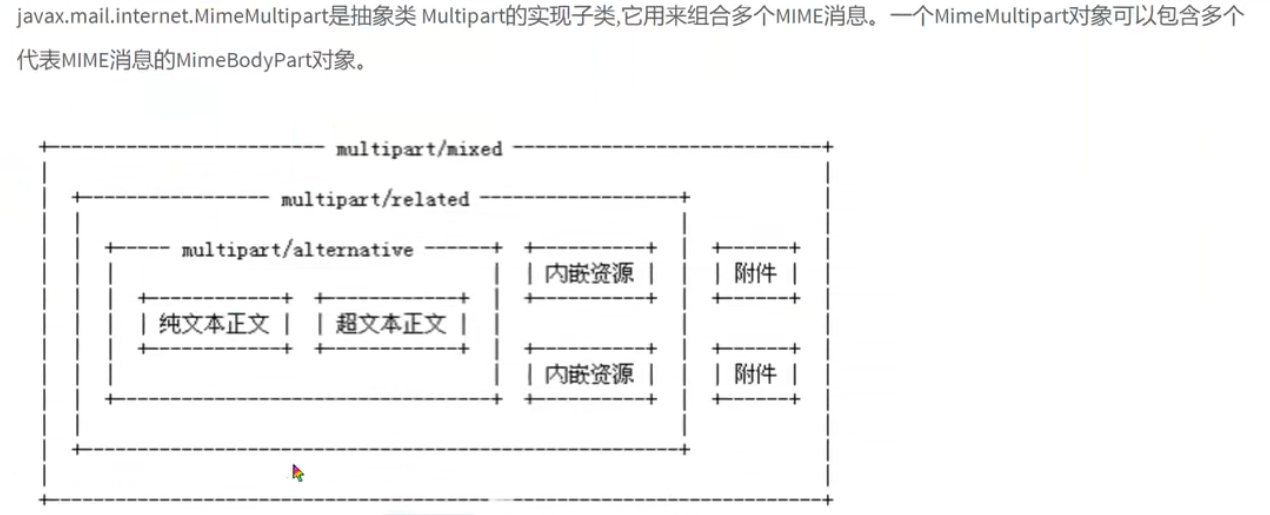 javax.mail.internet.MimeMultipart是抽象类 Multipart的实现子类,它用来组合多个MIME消息。一个MimeMultipart对象可以包含多个
代表MIME消息的MimeBodyPart对象。
multipart/mixed
multipart/related
multipart/alternative
内嵌资源 附件
纯文本正文 超文本正文
内嵌资源 附件